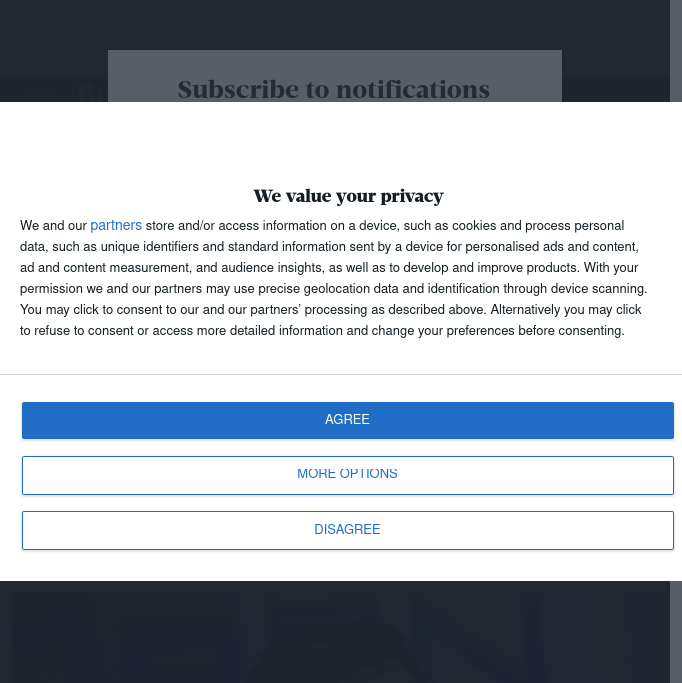 Subscribe to notifications
We value your privacy
We and our partners store and/or access information on a device, such as cookies and process personal
data, such as unique identifiers and standard information sent by a device for personalised ads and content,
ad and content measurement, and audience insights, as well as to develop and improve products. With your
permission we and our partners may use precise geolocation data and identification through device scanning.
You may click to consent to our and our partners’ processing as described above. Alternatively you may click
to refuse to consent or access more detailed information and change your preferences before consenting.
AGREE
MORE OPTIONS
DISAGREE